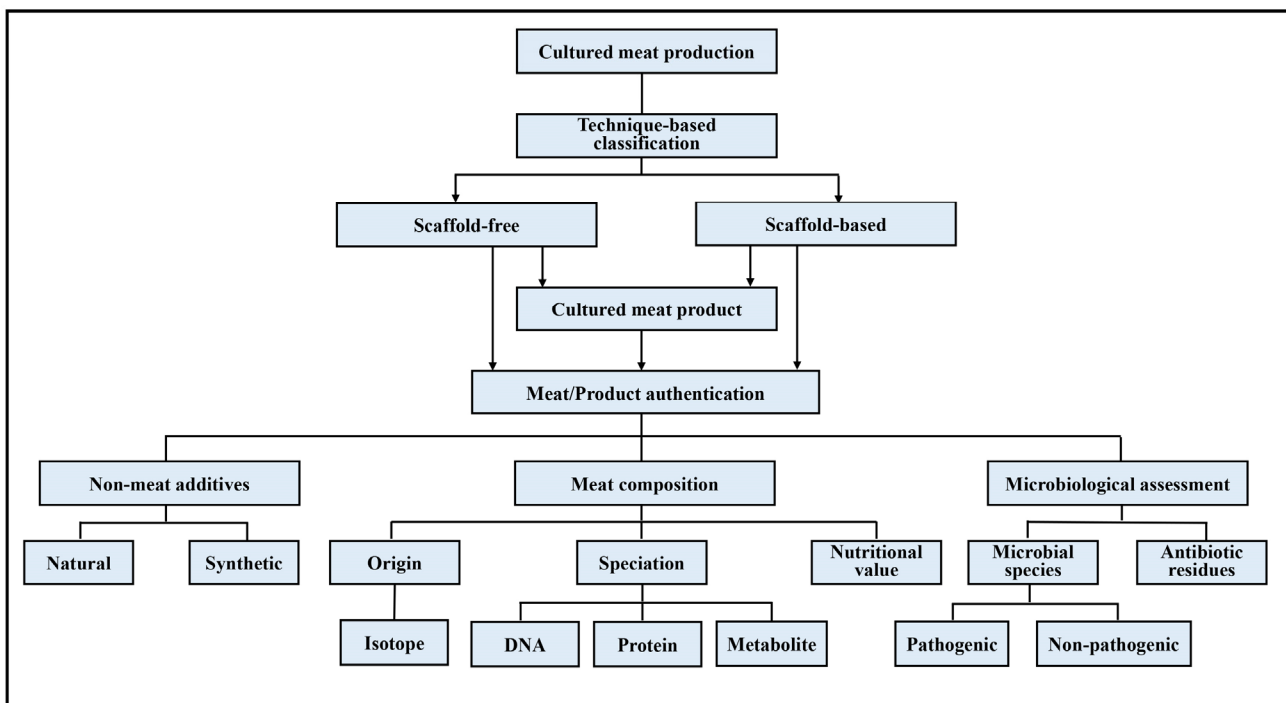 Cultured meat production
Technique-based
classification
Scaffold-free
Scaffold-based
Cultured meat product
Meat/Product authentication
Non-meat additives
Meat composition
Microbiological assessment
Natural
Synthetic
Origin
Speciation
Nutritional
value
Microbial
species
Antibiotic
residues
Isotope
DNA
Protein
Metabolite
Pathogenic
Non-pathogenic